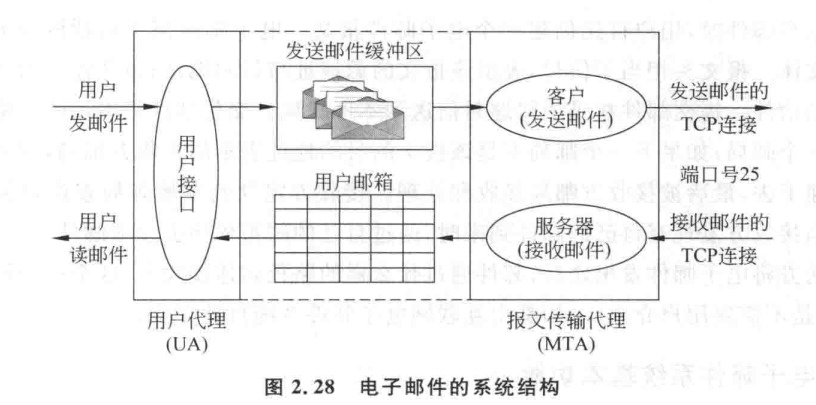 发送邮件缓冲区
用户
发邮件
用户接口
客户
(发送邮件)
发送邮件的
TCP连接
端口号25
用户邮箱
用户
读邮件
服务器
(接收邮件)
接收邮件的
TCP连接
用户代理
(UA)
报文传输代理
(MTA)
图 2.28 电子邮件的系统结构